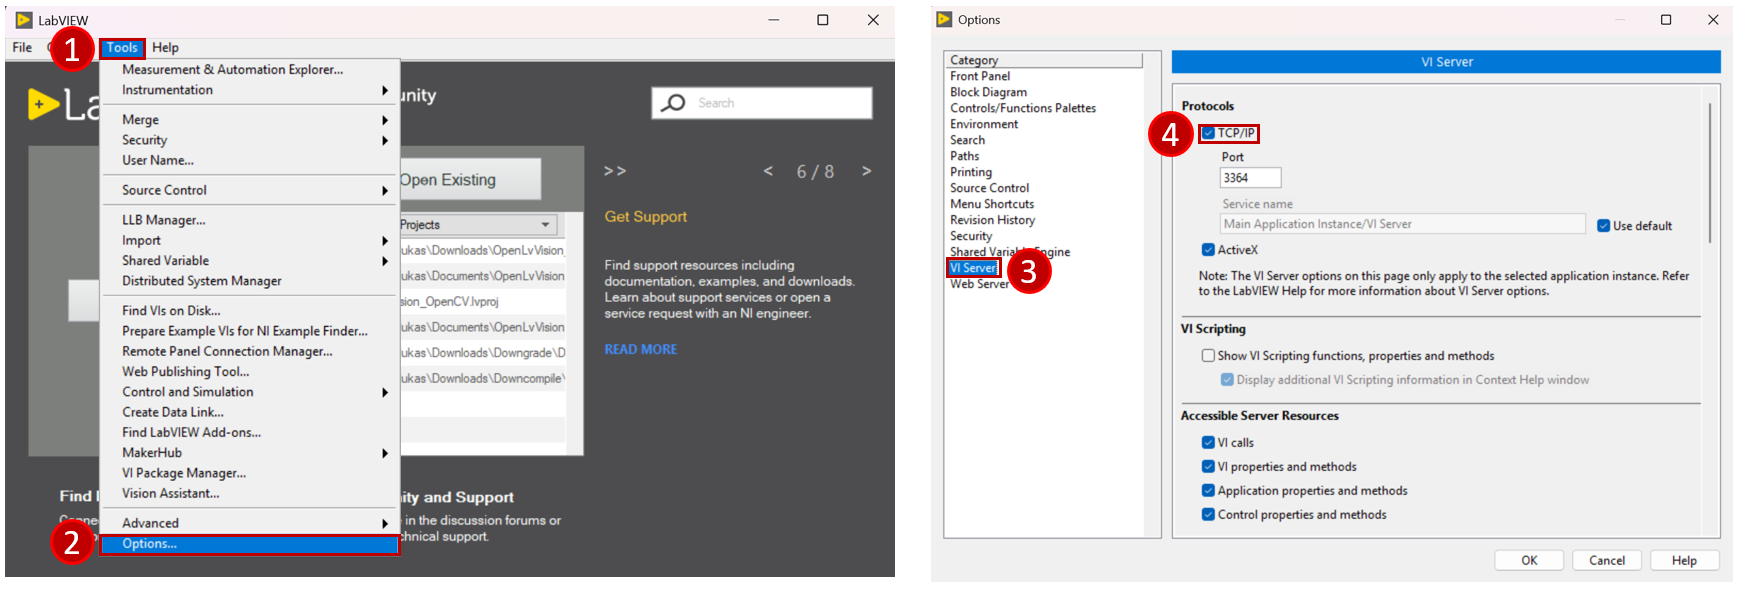 LabVIEW
File
1
Tools
Help
Measurement & Automation Explorer...
Instrumentation
Merge
Security
User Name...
Source Control
LLB Manager...
Import
Shared Variable
Distributed System Manager
Find VIs on Disk...
Prepare Example VIs for NI Example Finder...
Remote Panel Connection Manager...
Web Publishing Tool...
Control and Simulation
Create Data Link...
Find LabVIEW Add-ons...
MakerHub
VI Package Manager...
Vision Assistant...
Advanced
2
Options...
La
unity
Search
Open Existing
Projects
ukas\Downloads\OpenLvVision_
ukas\Documents\OpenLvVision
sion_OpenCV.lvproj
ukas\Documents\OpenLvVision
ukas\Downloads\Downgrade\D
ukas\Downloads\Downcompile\
>> < 6 / 8 >
Get Support
Find support resources including
documentation, examples, and downloads.
Learn about support services or open a
service request with an NI engineer.
READ MORE
Find
Conne
ity and Support
in the discussion forums or
chnical support.
Options
Category
Front Panel
Block Diagram
Controls/Functions Palettes
Environment
Search
Paths
Printing
Source Control
Menu Shortcuts
Revision History
Security
Shared Variable Engine
VI Server
3
Web Server
VI Server
Protocols
4
TCP/IP
Port
3364
Service name
Main Application Instance/VI Server
Use default
ActiveX
Note: The VI Server options on this page only apply to the selected application instance. Refer
to the LabVIEW Help for more information about VI Server options.
VI Scripting
Show VI Scripting functions, properties and methods
Display additional VI Scripting information in Context Help window
Accessible Server Resources
VI calls
VI properties and methods
Application properties and methods
Control properties and methods
OK
Cancel
Help